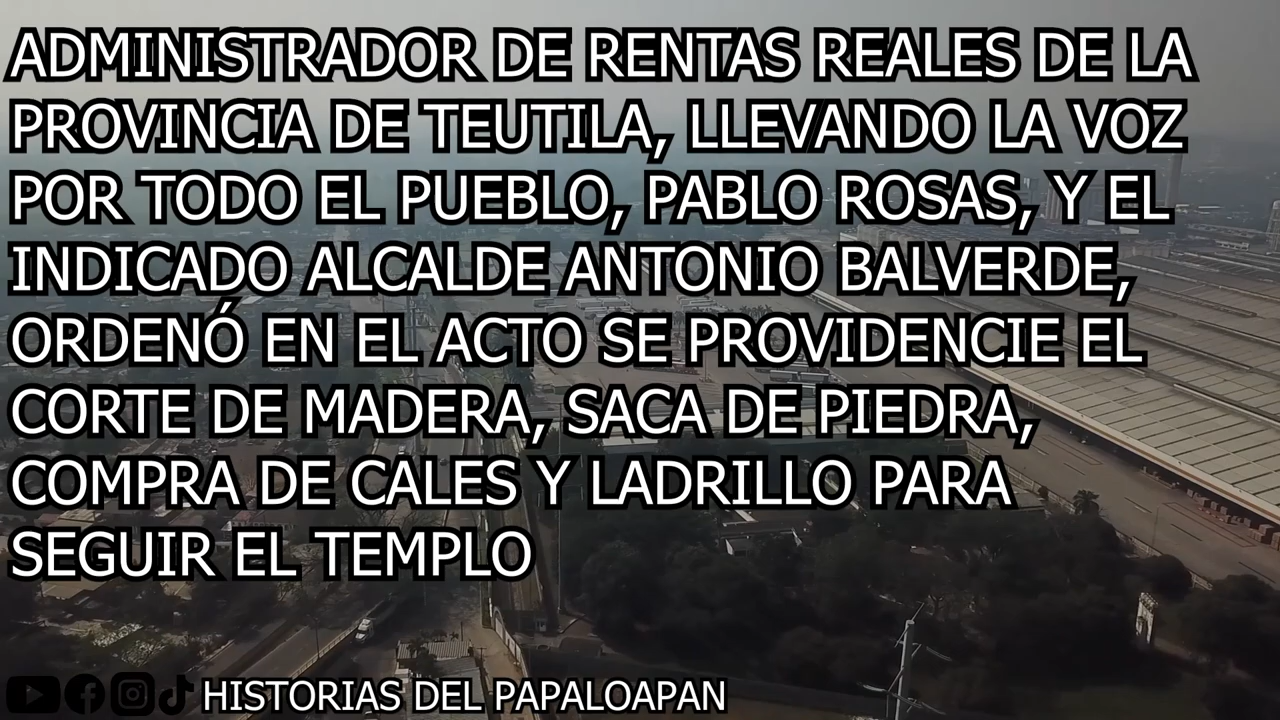 ADMINISTRADOR DE RENTAS REALES DE LA
PROVINCIA DE TEUTILA, LLEVANDO LA VOZ
POR TODO EL PUEBLO, PABLO ROSAS, Y EL
INDICADO ALCALDE ANTONIO BALVERDE,
ORDENÓ EN EL ACTO SE PROVIDENCIE EL
CORTE DE MADERA, SACA DE PIEDRA,
COMPRA DE CALES Y LADRILLO PARA
SEGUIR EL TEMPLO
HISTORIAS DEL PAPALOAPAN